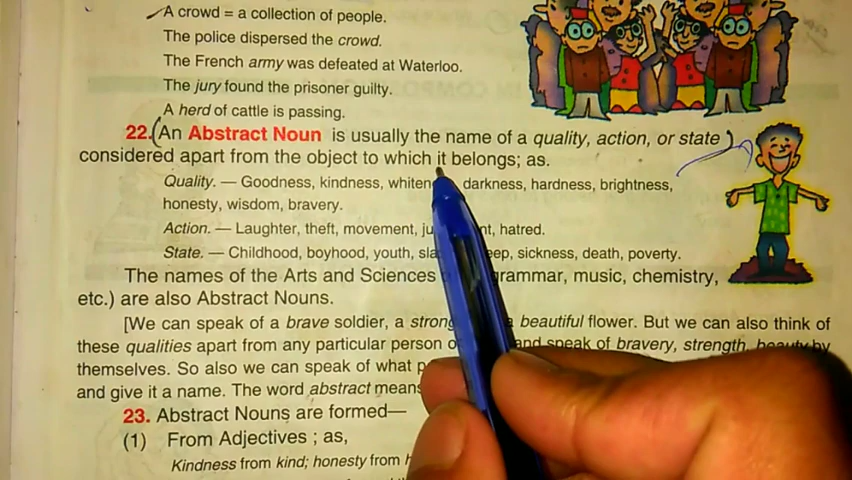 A crowd = a collection of people.
The police dispersed the crowd.
The French army was defeated at Waterloo.
The jury found the prisoner guilty.
A herd of cattle is passing.
22. An Abstract Noun is usually the name of a quality, action, or state
considered apart from the object to which it belongs; as.
Quality. — Goodness, kindness, darkness, hardness, brightness,
honesty, wisdom, bravery.
Action. — Laughter, theft, movement, hatred.
State. — Childhood, boyhood, youth, sickness, death, poverty.
The names of the Arts and Sciences grammar, music, chemistry,
etc.) are also Abstract Nouns.
[We can speak of a brave soldier, a beautiful flower. But we can also think of
these qualities apart from any particular person and speak of bravery, strength, beauty by
themselves. So also we can speak of what
and give it a name. The word abstract means
23. Abstract Nouns are formed—
(1) From Adjectives ; as,
Kindness from kind; honesty from